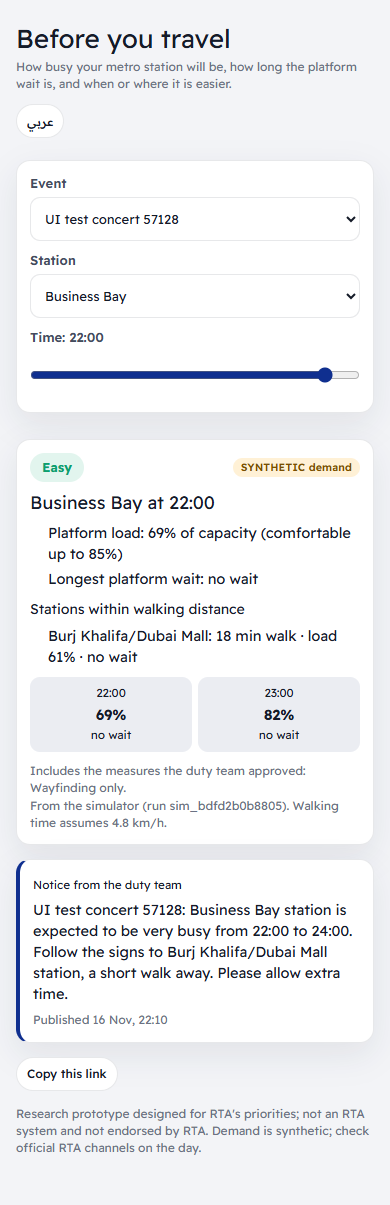 Before you travel
How busy your metro station will be, how long the platform
wait is, and when or where it is easier.
عربي
Event
UI test concert 57128
Station
Business Bay
Time: 22:00
Easy
SYNTHETIC demand
Business Bay at 22:00
Platform load: 69% of capacity (comfortable
up to 85%)
Longest platform wait: no wait
Stations within walking distance
Burj Khalifa/Dubai Mall: 18 min walk · load
61% · no wait
22:00
69%
no wait
23:00
82%
no wait
Includes the measures the duty team approved:
Wayfinding only.
From the simulator (run sim_bdfd2b0b8805). Walking
time assumes 4.8 km/h.
Notice from the duty team
UI test concert 57128: Business Bay station is
expected to be very busy from 22:00 to 24:00.
Follow the signs to Burj Khalifa/Dubai Mall
station, a short walk away. Please allow extra
time.
Published 16 Nov, 22:10
Copy this link
Research prototype designed for RTA's priorities; not an RTA
system and not endorsed by RTA. Demand is synthetic; check
official RTA channels on the day.